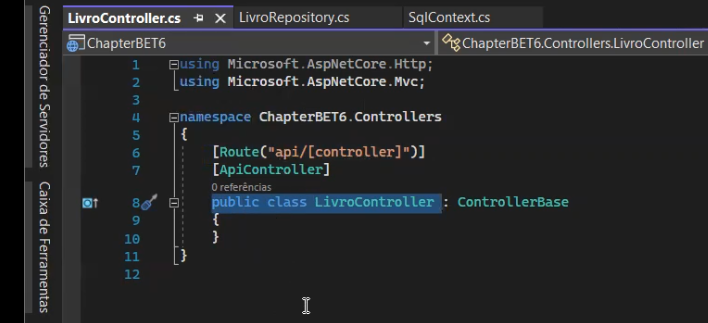 LivroController.cs
LivroRepository.cs
SqlContext.cs
ChapterBET6
ChapterBET6.Controllers.LivroController
Gerenciador de Servidores
Caixa de Ferramentas
1 using Microsoft.AspNetCore.Http;
2 using Microsoft.AspNetCore.Mvc;
3
4 namespace ChapterBET6.Controllers
5 {
6 [Route("api/[controller]")]
7 [ApiController]
0 referências
8 public class LivroController : ControllerBase
9 {
10 }
11 }
12